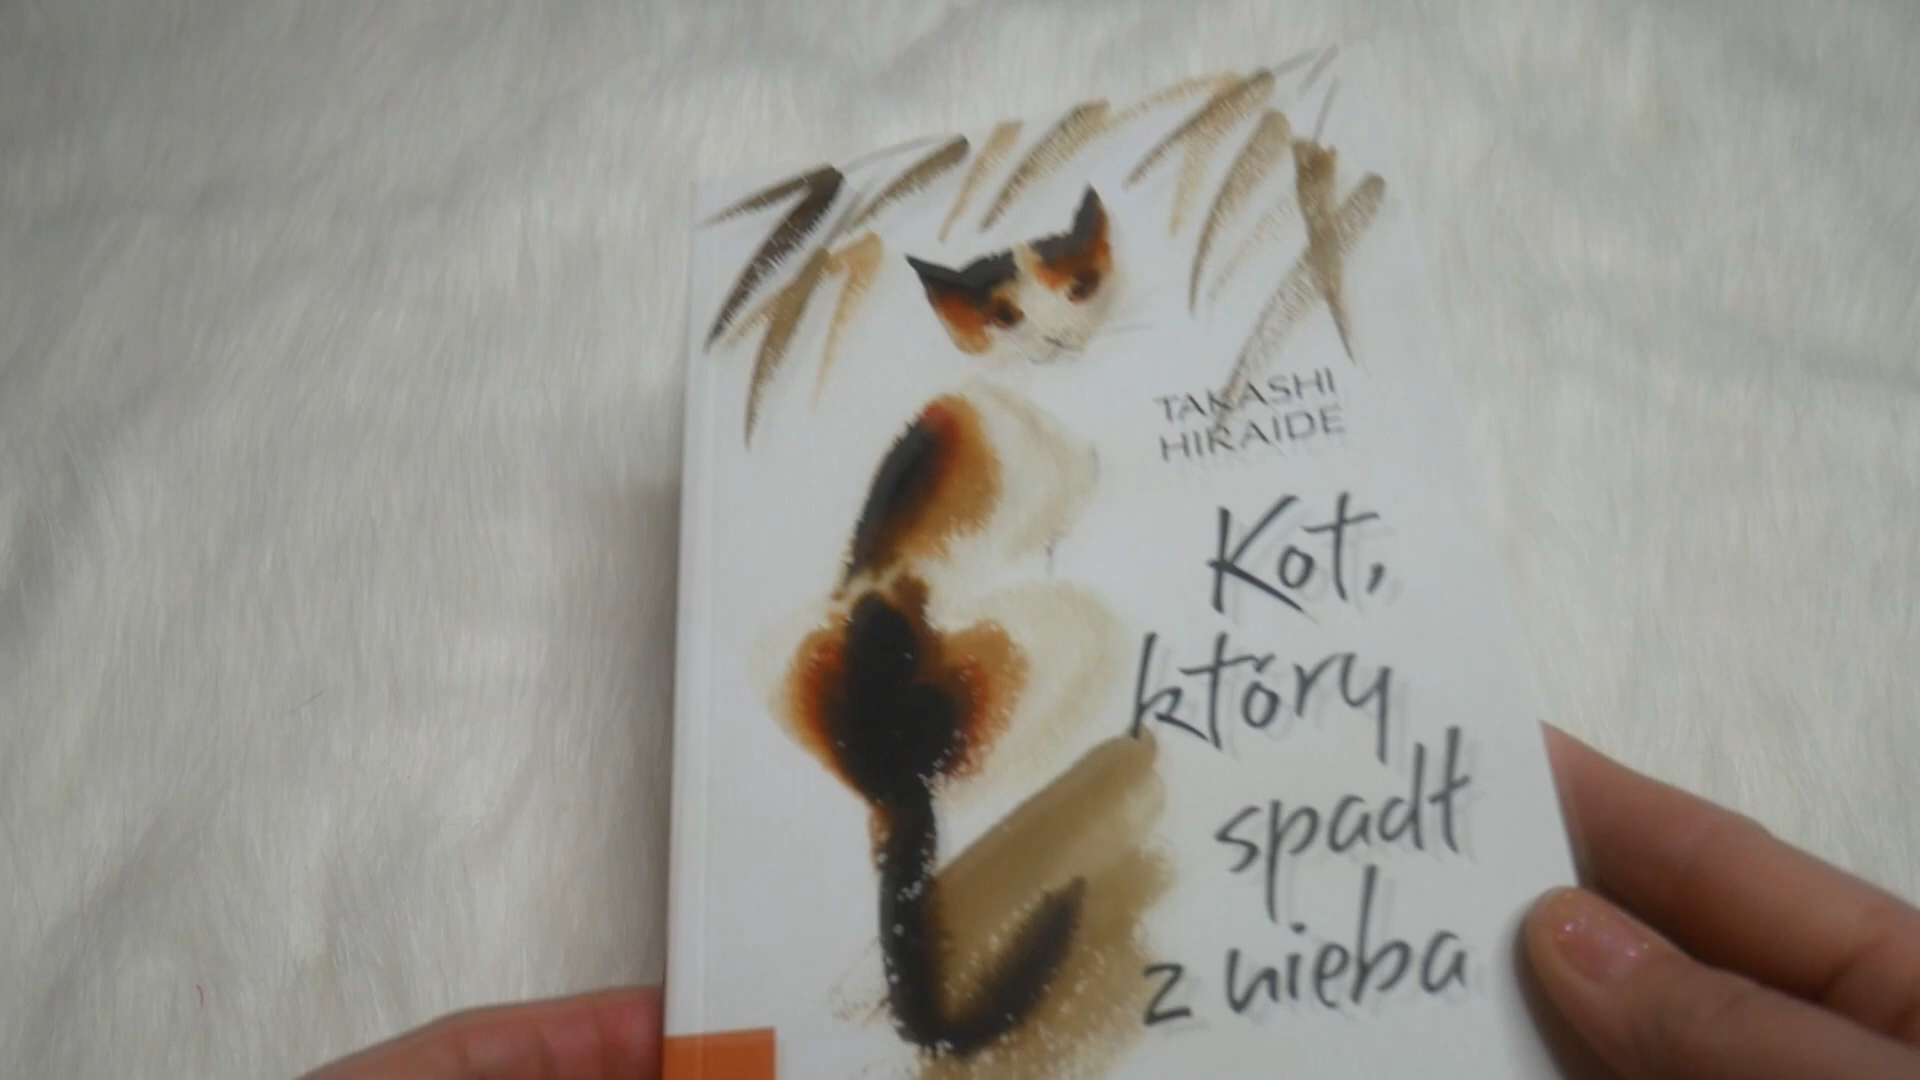 TAKASHI
HIRAIDE
Kot,
który
spadł
z nieba